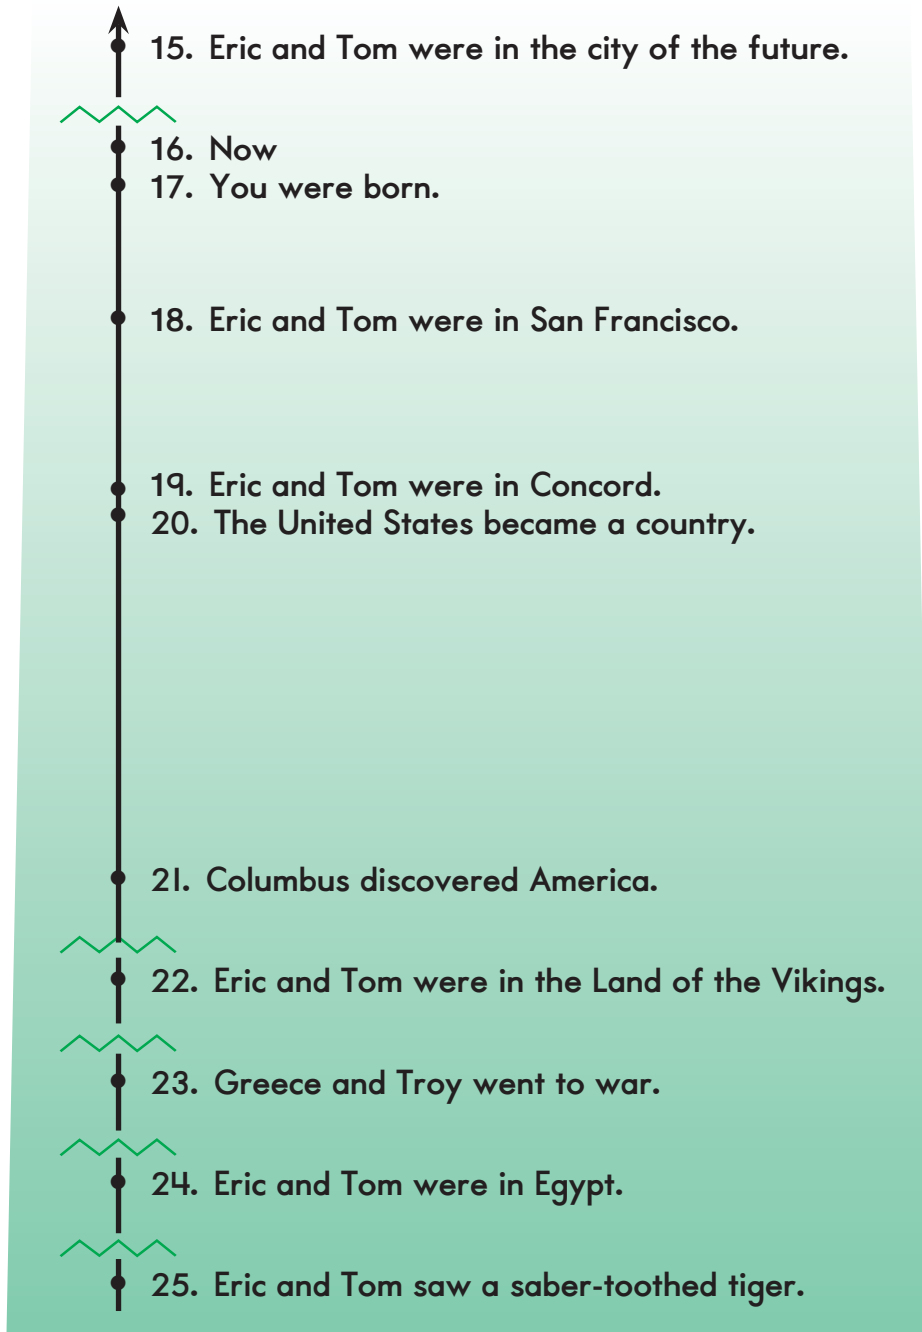 15. Eric and Tom were in the city of the future.
16. Now
17. You were born.
18. Eric and Tom were in San Francisco.
19. Eric and Tom were in Concord.
20. The United States became a country.
21. Columbus discovered America.
22. Eric and Tom were in the Land of the Vikings.
23. Greece and Troy went to war.
24. Eric and Tom were in Egypt.
25. Eric and Tom saw a saber-toothed tiger.